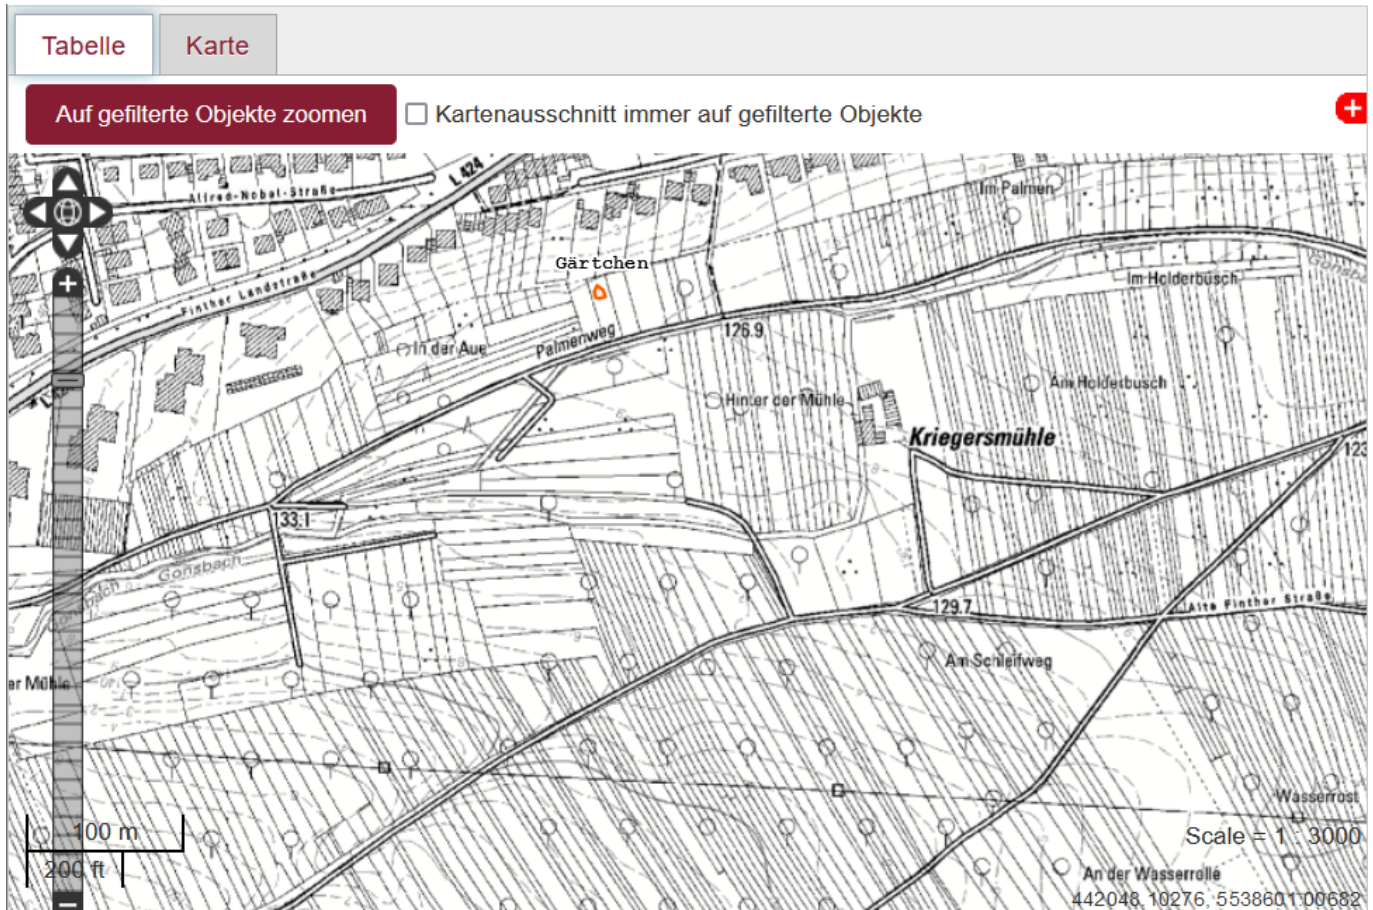 Tabelle Karte
Auf gefilterte Objekte zoomen Kartenausschnitt immer auf gefilterte Objekte
L 424
Im Palmen
Alfred-Nobel-Straße
Gärtchen
Im Holderbusch
Finther Landstraße
126.9
Palmenweg
In der Aue
Am Holderbusch
Hinter der Mühle
Kriegersmühle
123
133.1
Gonsbach
129.7
Alte Finther Straße
Am Schleifweg
er Mühle
Wasserrost
100 m
Scale = 1 : 3000
200 ft
An der Wasserrolle
442048.10276, 5538601.00682